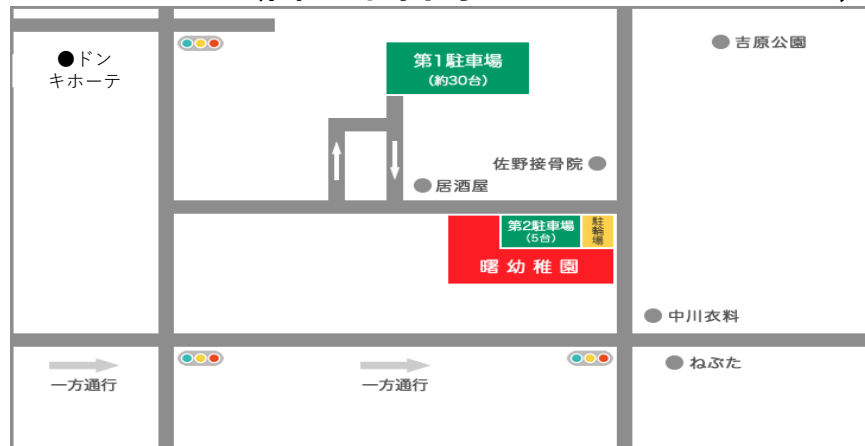 ●ドン
キホーテ
第1駐車場
(約30台)
吉原公園
佐野接骨院
居酒屋
第2駐車場
(5台)
駐輪場
曙幼稚園
中川衣料
一方通行
一方通行
ねぶた